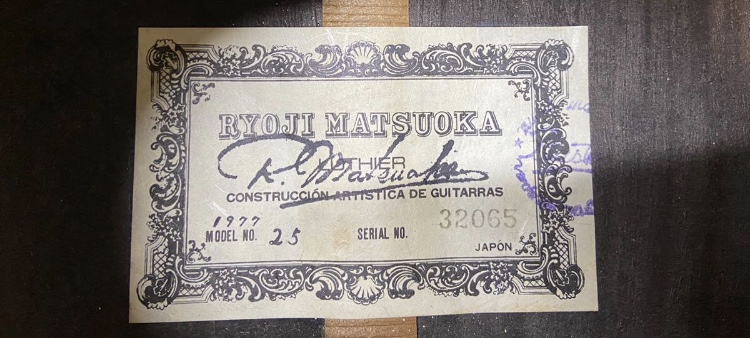 RYOJI MATSUOKA
LUTHIER
R. Matsuoka
CONSTRUCCIÓN ARTISTICA DE GUITARRAS
1977
MODEL NO. 25 SERIAL NO. 32065
JAPÓN